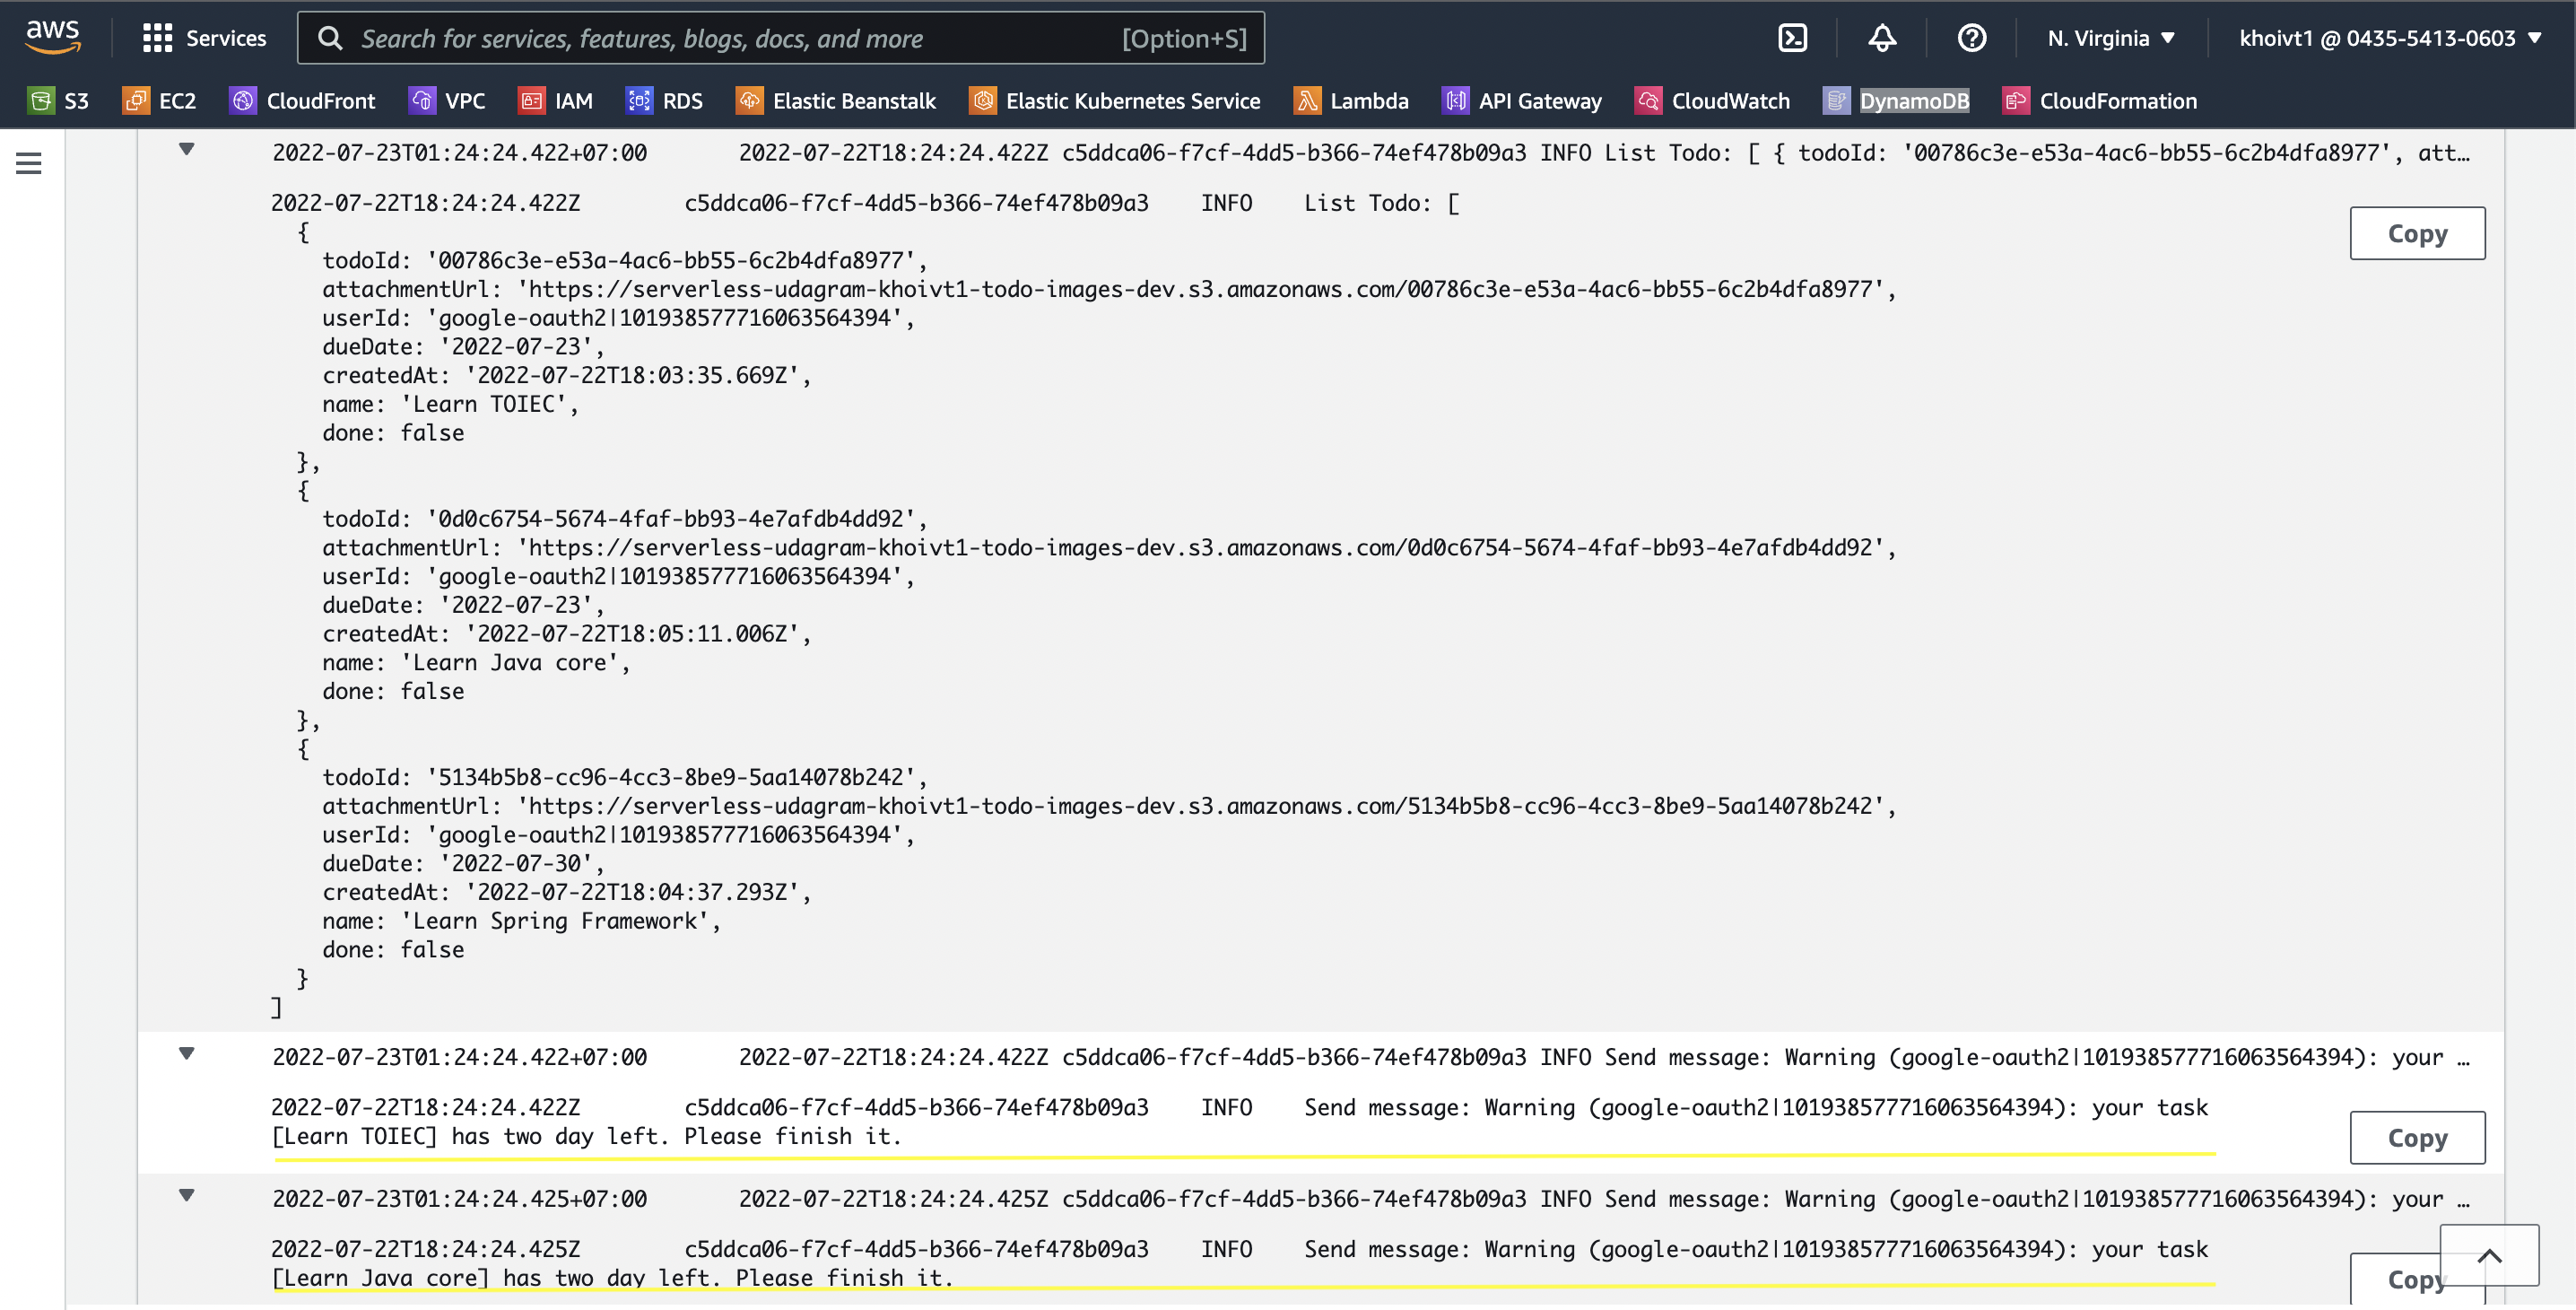 aws Services Search for services, features, blogs, docs, and more [Option+S] N. Virginia khoivt1 @ 0435-5413-0603
S3 EC2 CloudFront VPC IAM RDS Elastic Beanstalk Elastic Kubernetes Service Lambda API Gateway CloudWatch DynamoDB CloudFormation
2022-07-23T01:24:24.422+07:00 2022-07-22T18:24:24.422Z c5ddca06-f7cf-4dd5-b366-74ef478b09a3 INFO List Todo: [ { todoId: '00786c3e-e53a-4ac6-bb55-6c2b4dfa8977', att…
2022-07-22T18:24:24.422Z c5ddca06-f7cf-4dd5-b366-74ef478b09a3 INFO List Todo: [
Copy
{
todoId: '00786c3e-e53a-4ac6-bb55-6c2b4dfa8977',
attachmentUrl: 'https://serverless-udagram-khoivt1-todo-images-dev.s3.amazonaws.com/00786c3e-e53a-4ac6-bb55-6c2b4dfa8977',
userId: 'google-oauth2|101938577716063564394',
dueDate: '2022-07-23',
createdAt: '2022-07-22T18:03:35.669Z',
name: 'Learn TOIEC',
done: false
},
{
todoId: '0d0c6754-5674-4faf-bb93-4e7afdb4dd92',
attachmentUrl: 'https://serverless-udagram-khoivt1-todo-images-dev.s3.amazonaws.com/0d0c6754-5674-4faf-bb93-4e7afdb4dd92',
userId: 'google-oauth2|101938577716063564394',
dueDate: '2022-07-23',
createdAt: '2022-07-22T18:05:11.006Z',
name: 'Learn Java core',
done: false
},
{
todoId: '5134b5b8-cc96-4cc3-8be9-5aa14078b242',
attachmentUrl: 'https://serverless-udagram-khoivt1-todo-images-dev.s3.amazonaws.com/5134b5b8-cc96-4cc3-8be9-5aa14078b242',
userId: 'google-oauth2|101938577716063564394',
dueDate: '2022-07-30',
createdAt: '2022-07-22T18:04:37.293Z',
name: 'Learn Spring Framework',
done: false
}
]
2022-07-23T01:24:24.422+07:00 2022-07-22T18:24:24.422Z c5ddca06-f7cf-4dd5-b366-74ef478b09a3 INFO Send message: Warning (google-oauth2|101938577716063564394): your …
2022-07-22T18:24:24.422Z c5ddca06-f7cf-4dd5-b366-74ef478b09a3 INFO Send message: Warning (google-oauth2|101938577716063564394): your task
[Learn TOIEC] has two day left. Please finish it.
Copy
2022-07-23T01:24:24.425+07:00 2022-07-22T18:24:24.425Z c5ddca06-f7cf-4dd5-b366-74ef478b09a3 INFO Send message: Warning (google-oauth2|101938577716063564394): your …
2022-07-22T18:24:24.425Z c5ddca06-f7cf-4dd5-b366-74ef478b09a3 INFO Send message: Warning (google-oauth2|101938577716063564394): your task
[Learn Java core] has two day left. Please finish it.
Copy